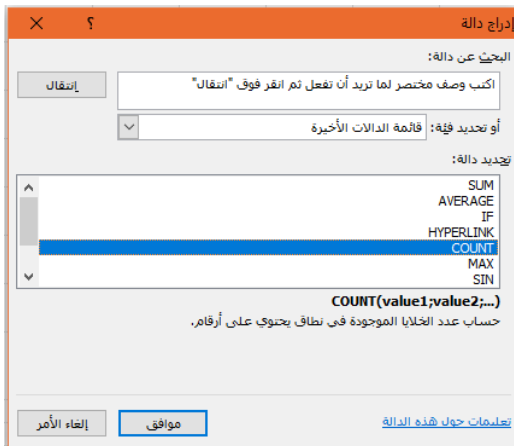 إدراج دالة
؟
البحث عن دالة:
اكتب وصف مختصر لما تريد أن تفعل ثم انقر فوق "انتقال"
إنتقال
أو تحديد فئة: قائمة الدالات الأخيرة
تحديد دالة:
SUM
AVERAGE
IF
HYPERLINK
COUNT
MAX
SIN
COUNT(value1;value2;...)
حساب عدد الخلايا الموجودة في نطاق يحتوي على أرقام.
تعليمات حول هذه الدالة
موافق
إلغاء الأمر